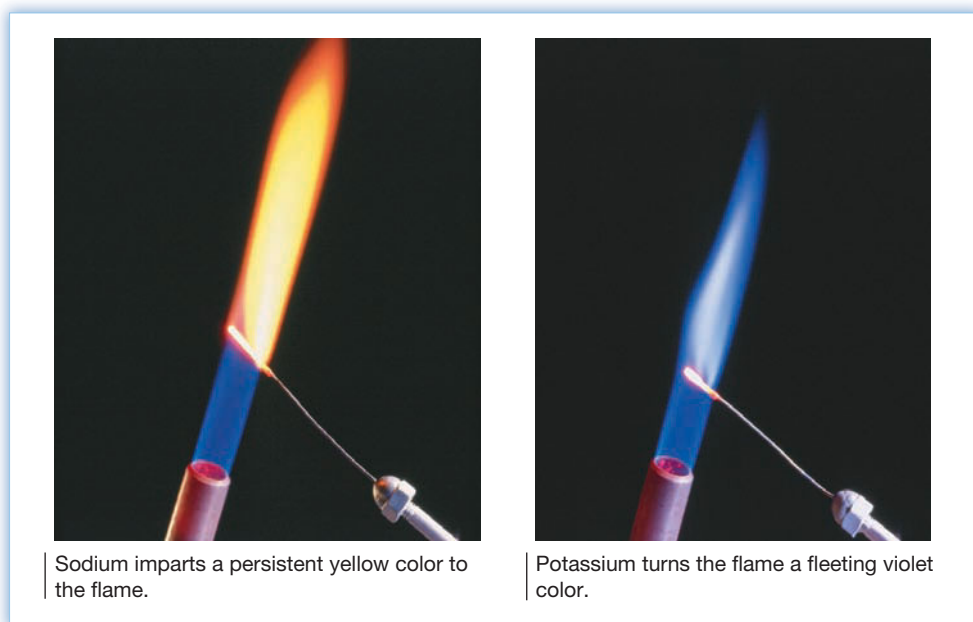 Sodium imparts a persistent yellow color to
the flame.
Potassium turns the flame a fleeting violet
color.